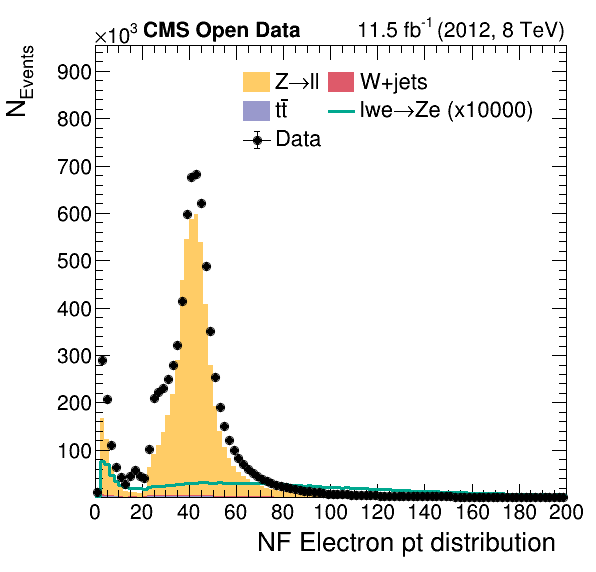 ×10³ CMS Open Data 11.5 fb⁻¹ (2012, 8 TeV)
N_Events
900
800
700
600
500
400
300
200
100
Z→ll W+jets
tt̄ lwe→Ze (x10000)
Data
0 20 40 60 80 100 120 140 160 180 200
NF Electron pt distribution